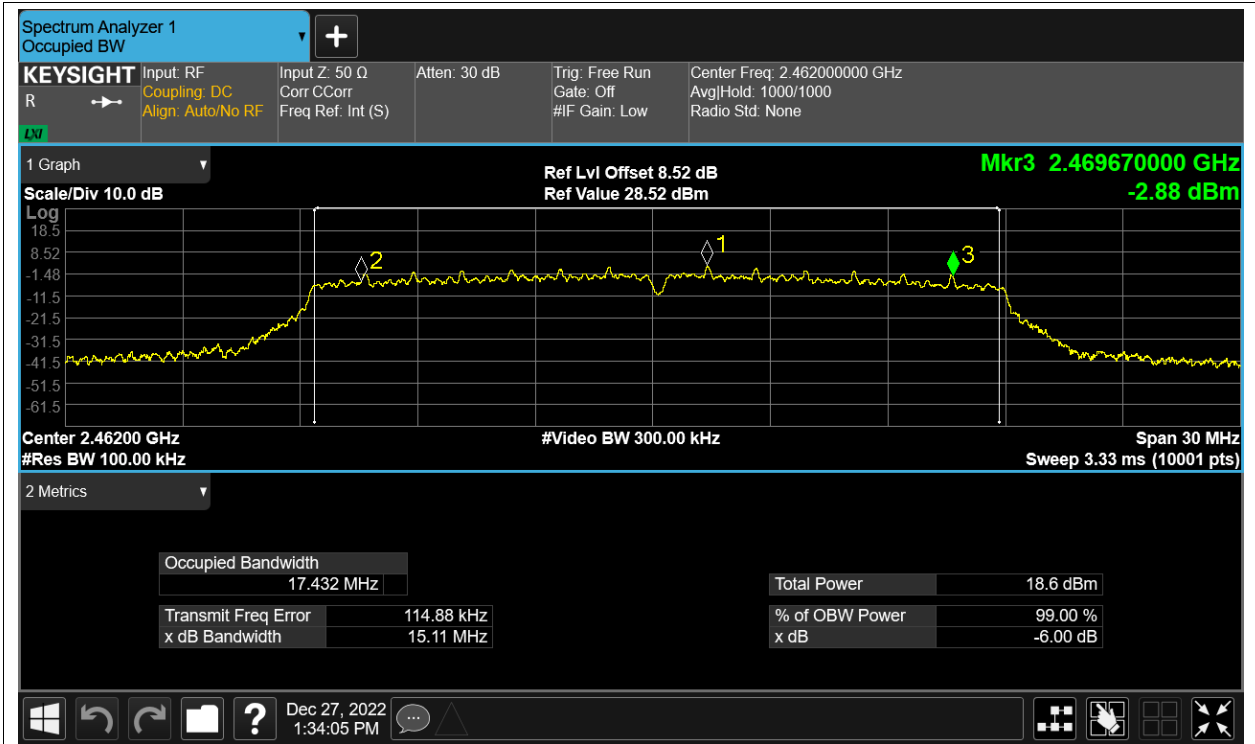 Spectrum Analyzer 1
Occupied BW
+
KEYSIGHT
R
LXI
Input: RF
Coupling: DC
Align: Auto/No RF
Input Z: 50 Ω
Corr CCorr
Freq Ref: Int (S)
Atten: 30 dB
Trig: Free Run
Gate: Off
#IF Gain: Low
Center Freq: 2.462000000 GHz
Avg|Hold: 1000/1000
Radio Std: None
1 Graph
Scale/Div 10.0 dB
Ref Lvl Offset 8.52 dB
Ref Value 28.52 dBm
Mkr3 2.469670000 GHz
-2.88 dBm
Log
18.5
8.52
-1.48
-11.5
-21.5
-31.5
-41.5
-51.5
-61.5
2
1
3
Center 2.46200 GHz
#Res BW 100.00 kHz
#Video BW 300.00 kHz
Span 30 MHz
Sweep 3.33 ms (10001 pts)
2 Metrics
Occupied Bandwidth
17.432 MHz
Transmit Freq Error 114.88 kHz
x dB Bandwidth 15.11 MHz
Total Power 18.6 dBm
% of OBW Power 99.00 %
x dB -6.00 dB
?
Dec 27, 2022
1:34:05 PM